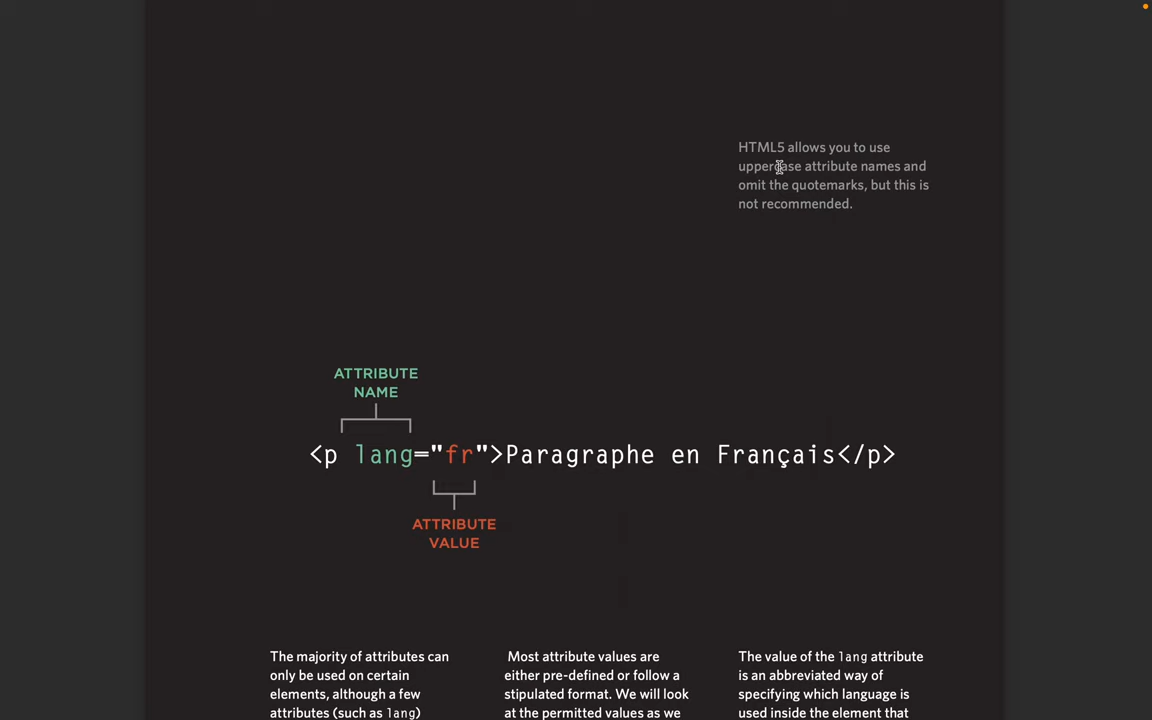 HTML5 allows you to use
uppercase attribute names and
omit the quotemarks, but this is
not recommended.
ATTRIBUTE
NAME
<p lang="fr">Paragraphe en Français</p>
ATTRIBUTE
VALUE
The majority of attributes can
only be used on certain
elements, although a few
attributes (such as lang)
Most attribute values are
either pre-defined or follow a
stipulated format. We will look
at the permitted values as we
The value of the lang attribute
is an abbreviated way of
specifying which language is
used inside the element that